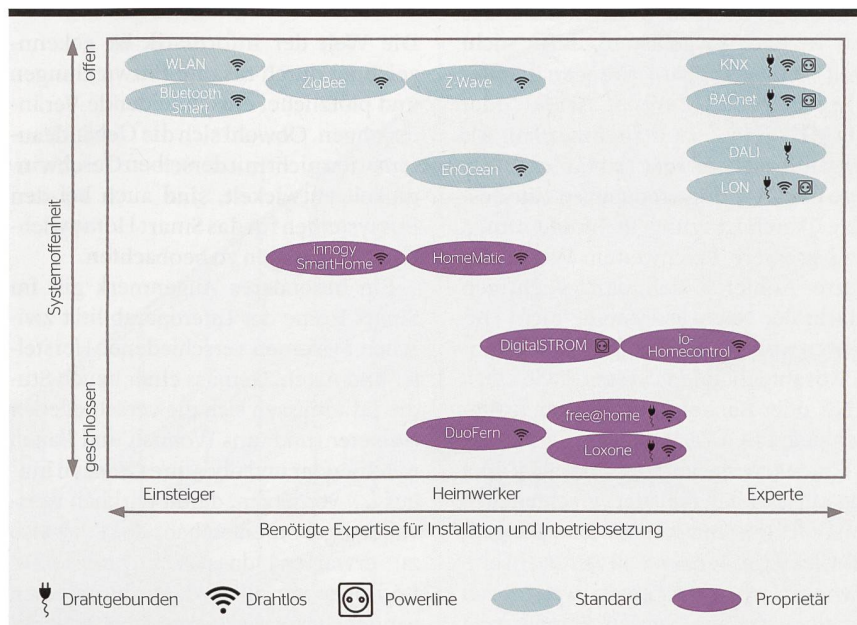 Systemoffenheit
offen
geschlossen
WLAN
Bluetooth
Smart
ZigBee
Z-Wave
KNX
BACnet
EnOcean
DALI
LON
innogy
SmartHome
HomeMatic
DigitalSTROM
io-
Homecontrol
DuoFern
free@home
Loxone
Einsteiger
Heimwerker
Experte
Benötigte Expertise für Installation und Inbetriebsetzung
Drahtgebunden
Drahtlos
Powerline
Standard
Proprietär